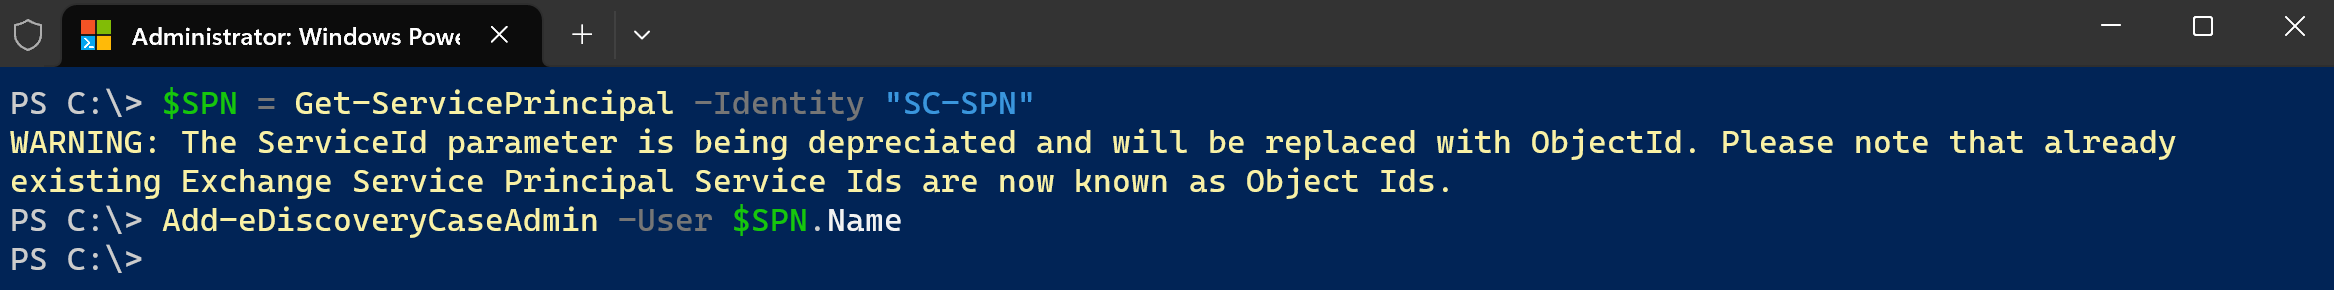 Administrator: Windows Powe
PS C:\> $SPN = Get-ServicePrincipal -Identity "SC-SPN"
WARNING: The ServiceId parameter is being depreciated and will be replaced with ObjectId. Please note that already
existing Exchange Service Principal Service Ids are now known as Object Ids.
PS C:\> Add-eDiscoveryCaseAdmin -User $SPN.Name
PS C:\>